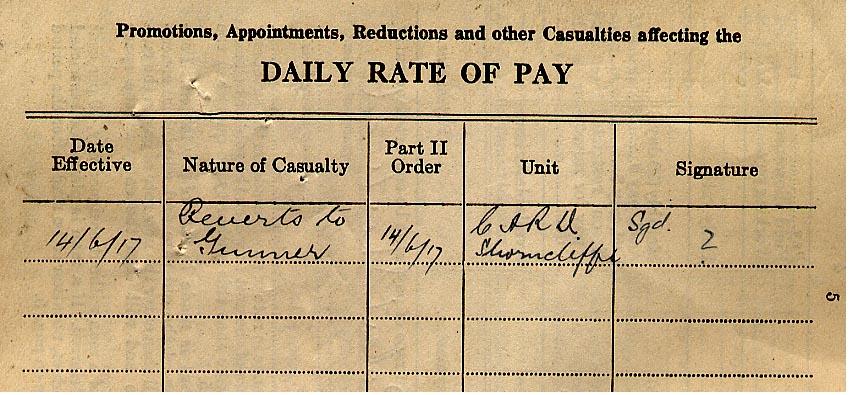 Promotions, Appointments, Reductions and other Casualties affecting the
DAILY RATE OF PAY
Date Effective Nature of Casualty Part II Order Unit Signature
14/6/17 Reverts to Gunner 14/6/17 C A R D Shorncliffe Sgd. ?
5